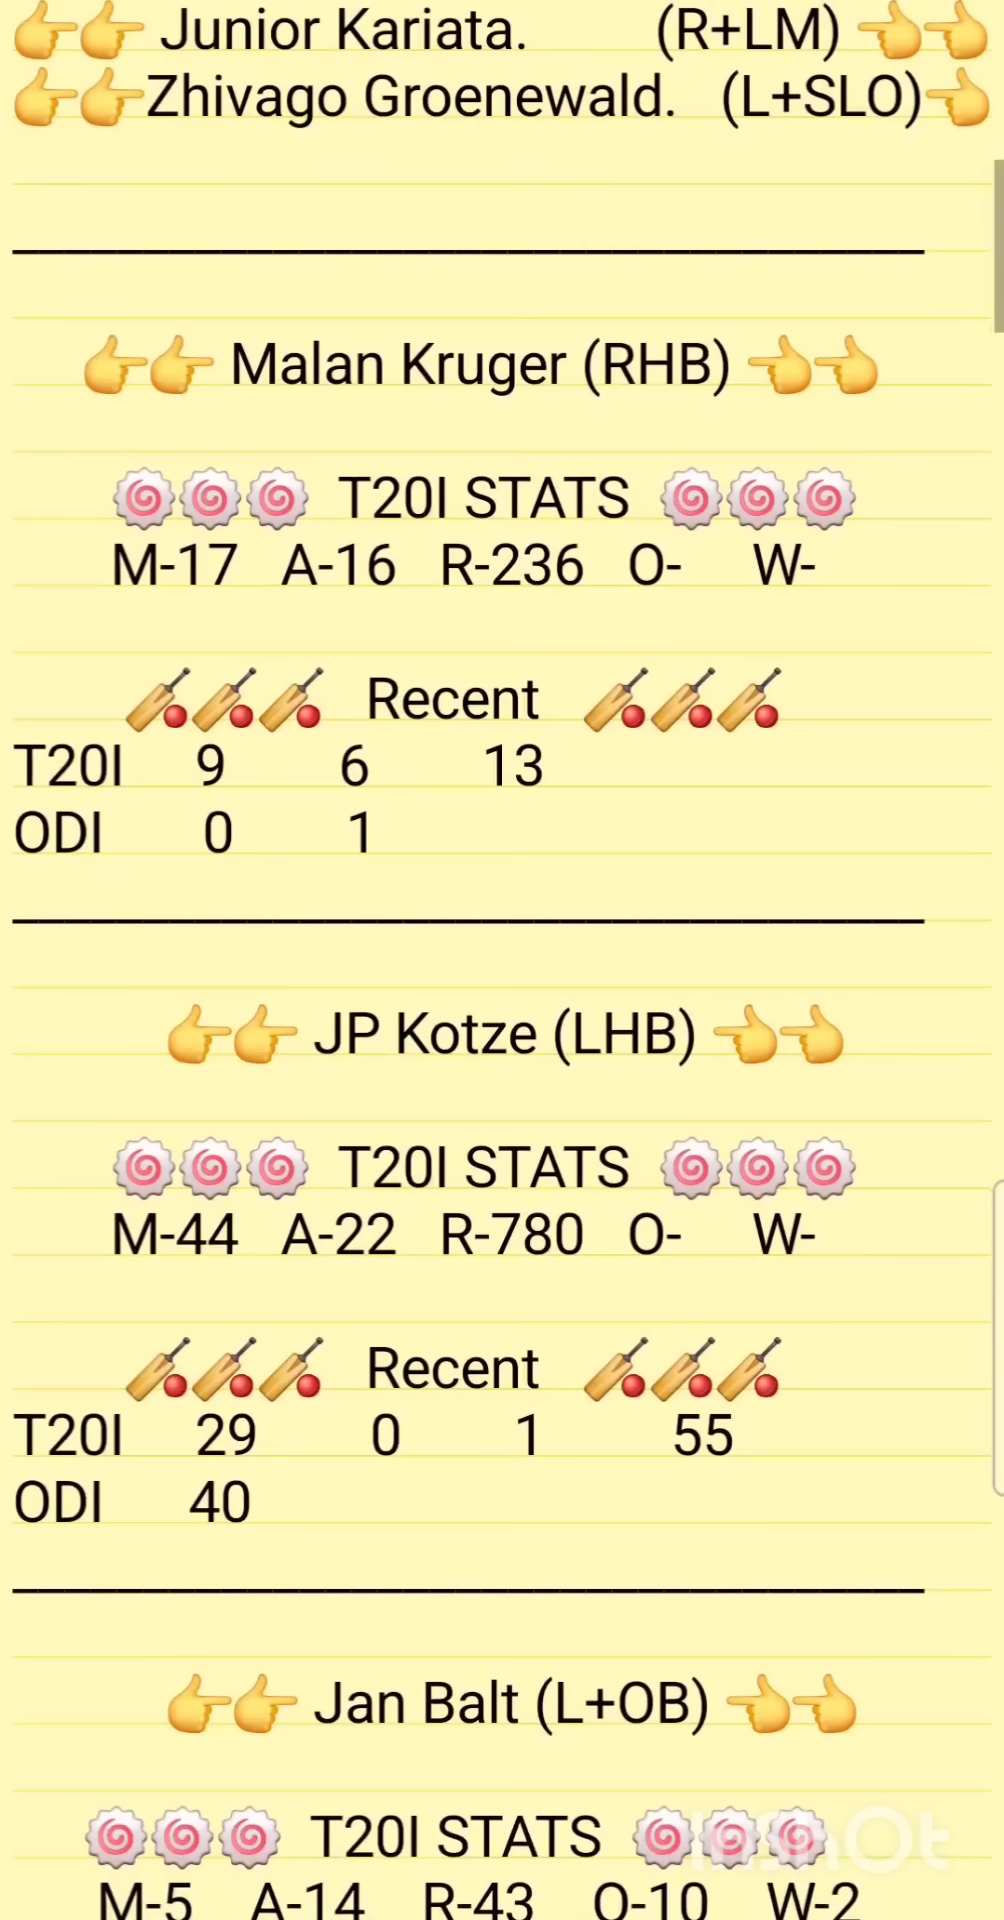 👉👉 Junior Kariata. (R+LM) 👈👈
👉👉Zhivago Groenewald. (L+SLO)👈
👉👉 Malan Kruger (RHB) 👈👈
🍥🍥🍥 T20I STATS 🍥🍥🍥
M-17 A-16 R-236 O- W-
🏏🏏🏏 Recent 🏏🏏🏏
T20I 9 6 13
ODI 0 1
👉👉 JP Kotze (LHB) 👈👈
🍥🍥🍥 T20I STATS 🍥🍥🍥
M-44 A-22 R-780 O- W-
🏏🏏🏏 Recent 🏏🏏🏏
T20I 29 0 1 55
ODI 40
👉👉 Jan Balt (L+OB) 👈👈
🍥🍥🍥 T20I STATS 🍥🍥🍥
InShOt
M-5 A-14 R-43 O-10 W-2